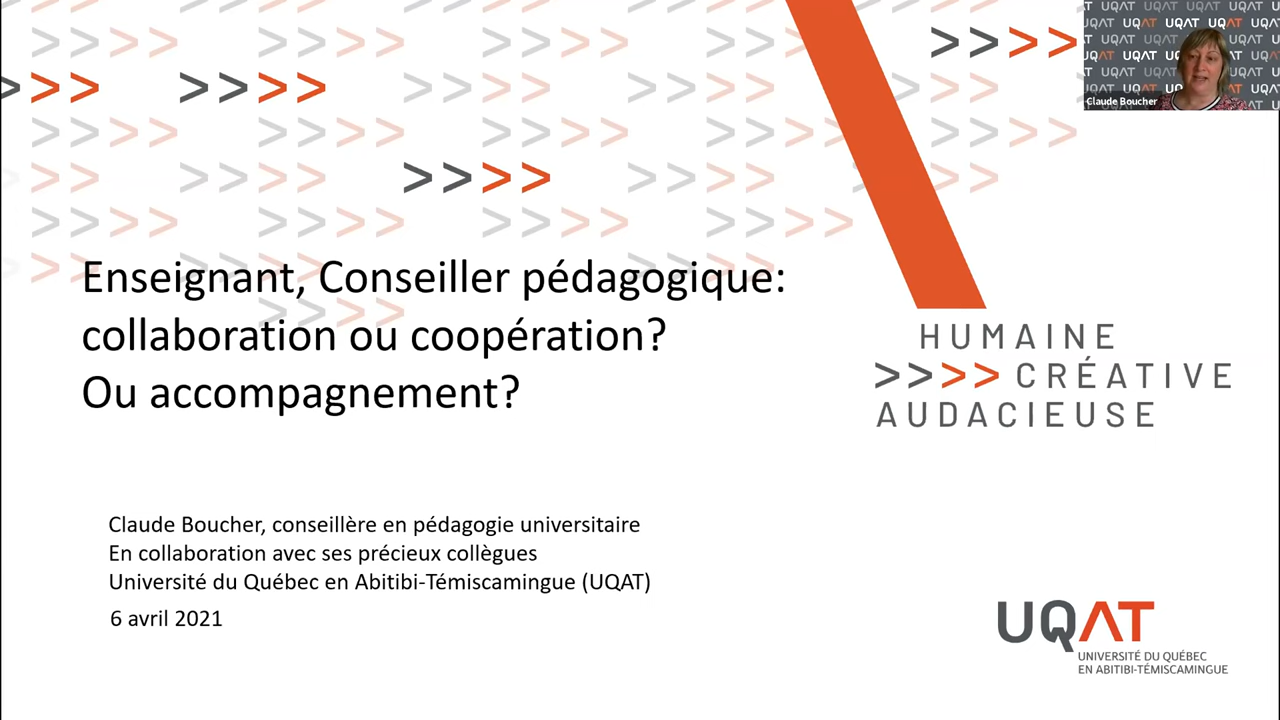 Claude Boucher
Enseignant, Conseiller pédagogique:
collaboration ou coopération?
Ou accompagnement?
HUMAINE
>>>> CRÉATIVE
AUDACIEUSE
Claude Boucher, conseillère en pédagogie universitaire
En collaboration avec ses précieux collègues
Université du Québec en Abitibi-Témiscamingue (UQAT)
6 avril 2021
UQAT
UNIVERSITÉ DU QUÉBEC
EN ABITIBI-TÉMISCAMINGUE